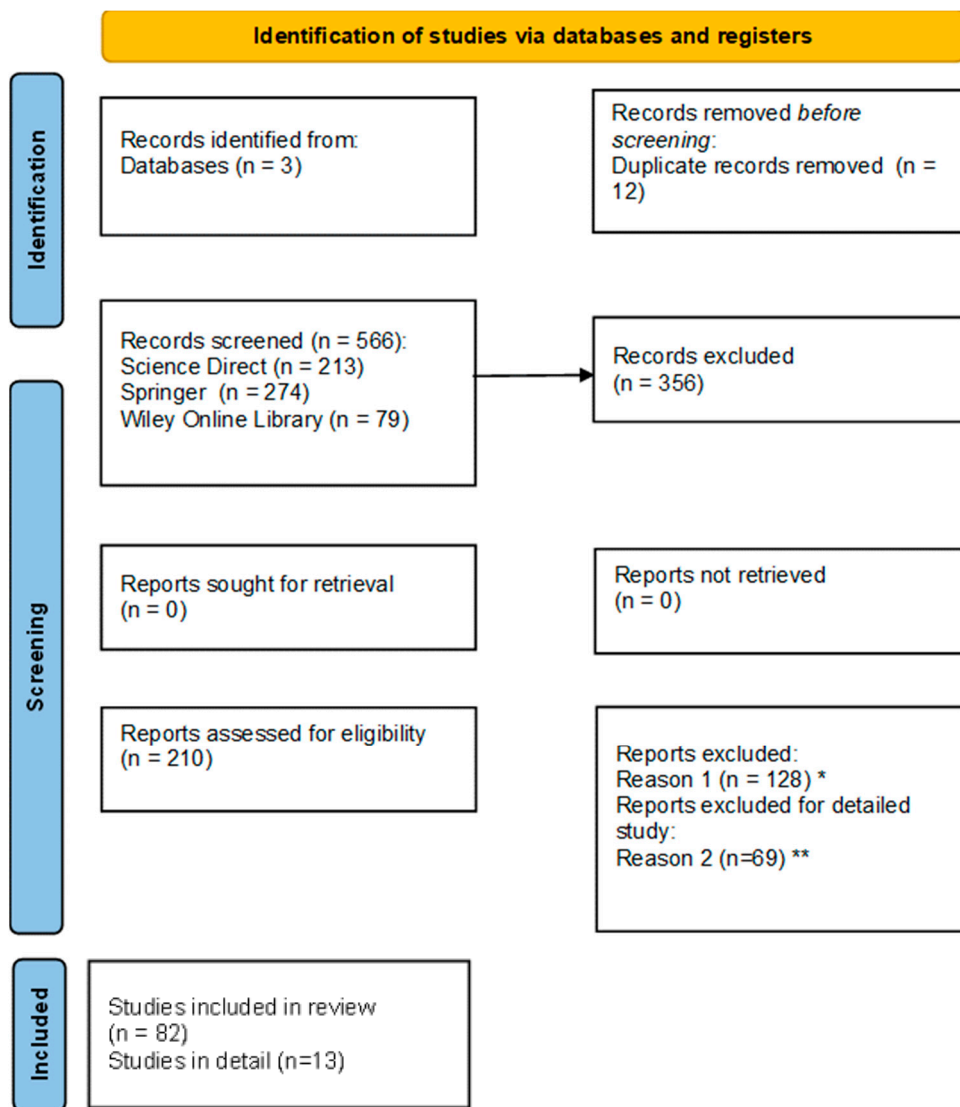 Identification of studies via databases and registers
Identification
Records identified from:
Databases (n = 3)
Records removed before
screening:
Duplicate records removed  (n =
12)
Screening
Records screened (n = 566):
Science Direct (n = 213)
Springer  (n = 274)
Wiley Online Library (n = 79)
Records excluded
(n = 356)
Reports sought for retrieval
(n = 0)
Reports not retrieved
(n = 0)
Reports assessed for eligibility
(n = 210)
Reports excluded:
Reason 1 (n = 128) *
Reports excluded for detailed
study:
Reason 2 (n=69) **
Included
Studies included in review
(n = 82)
Studies in detail (n=13)